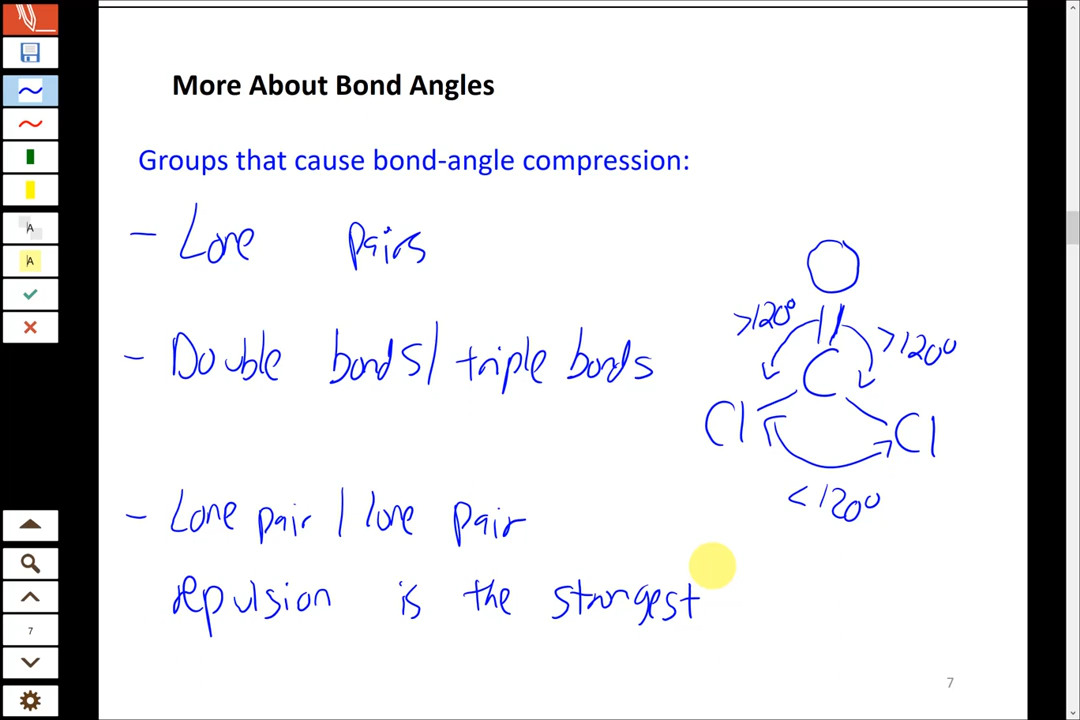 More About Bond Angles
Groups that cause bond-angle compression:
- Lone pairs
- Double bonds/triple bonds
- Lone pair / lone pair
repulsion is the strongest
O
>120°
>120°
C
Cl
Cl
<120°
A
A
7
7